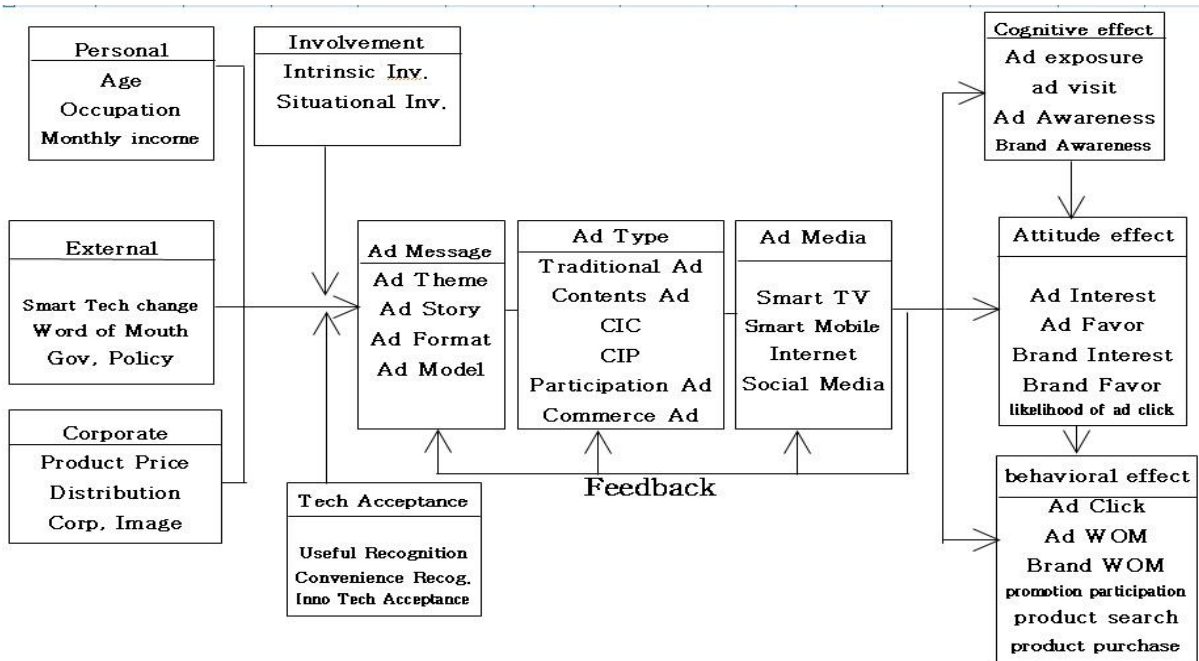 Personal
Age
Occupation
Monthly income
Involvement
Intrinsic Inv.
Situational Inv.
External
Smart Tech change
Word of Mouth
Gov, Policy
Corporate
Product Price
Distribution
Corp, Image
Tech Acceptance
Useful Recognition
Convenience Recog.
Inno Tech Acceptance
Ad Message
Ad Theme
Ad Story
Ad Format
Ad Model
Ad Type
Traditional Ad
Contents Ad
CIC
CIP
Participation Ad
Commerce Ad
Ad Media
Smart TV
Smart Mobile
Internet
Social Media
Feedback
Cognitive effect
Ad exposure
ad visit
Ad Awareness
Brand Awareness
Attitude effect
Ad Interest
Ad Favor
Brand Interest
Brand Favor
likelihood of ad click
behavioral effect
Ad Click
Ad WOM
Brand WOM
promotion participation
product search
product purchase